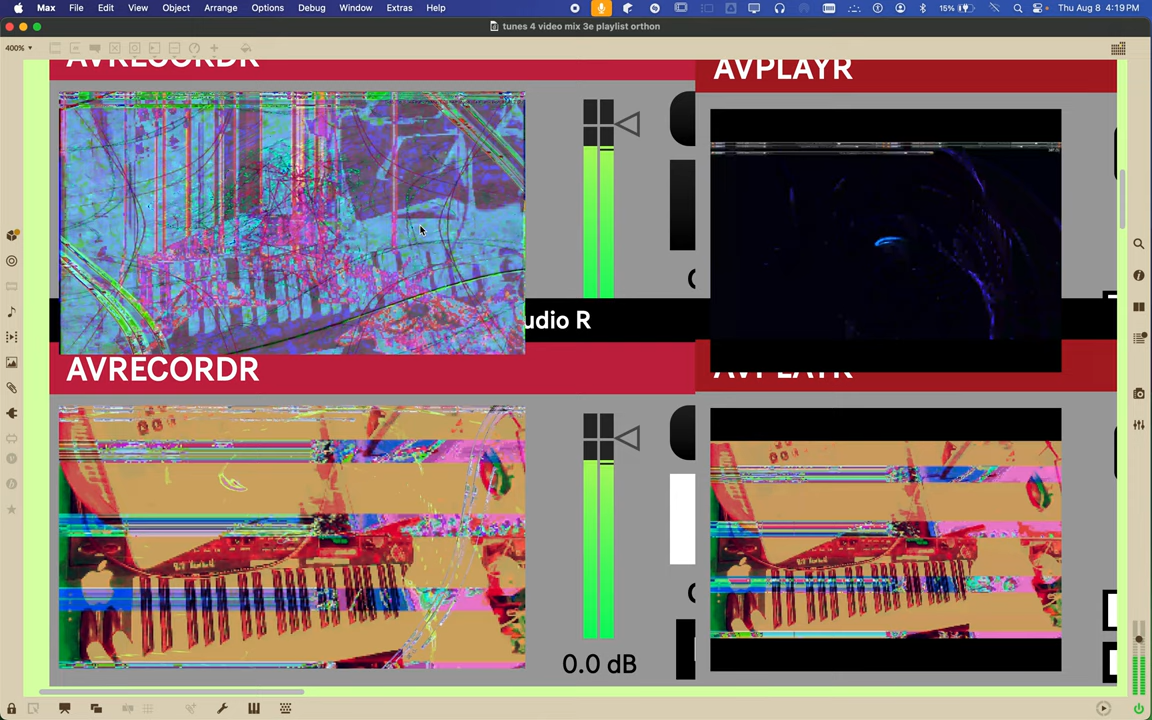 Max File Edit View Object Arrange Options Debug Window Extras Help 15% Thu Aug 8 4:19 PM
tunes 4 video mix 3e playlist orthon
400%
AVRECORDR AVPLAYR
udio R
AVRECORDR AVPLAYR
0.0 dB